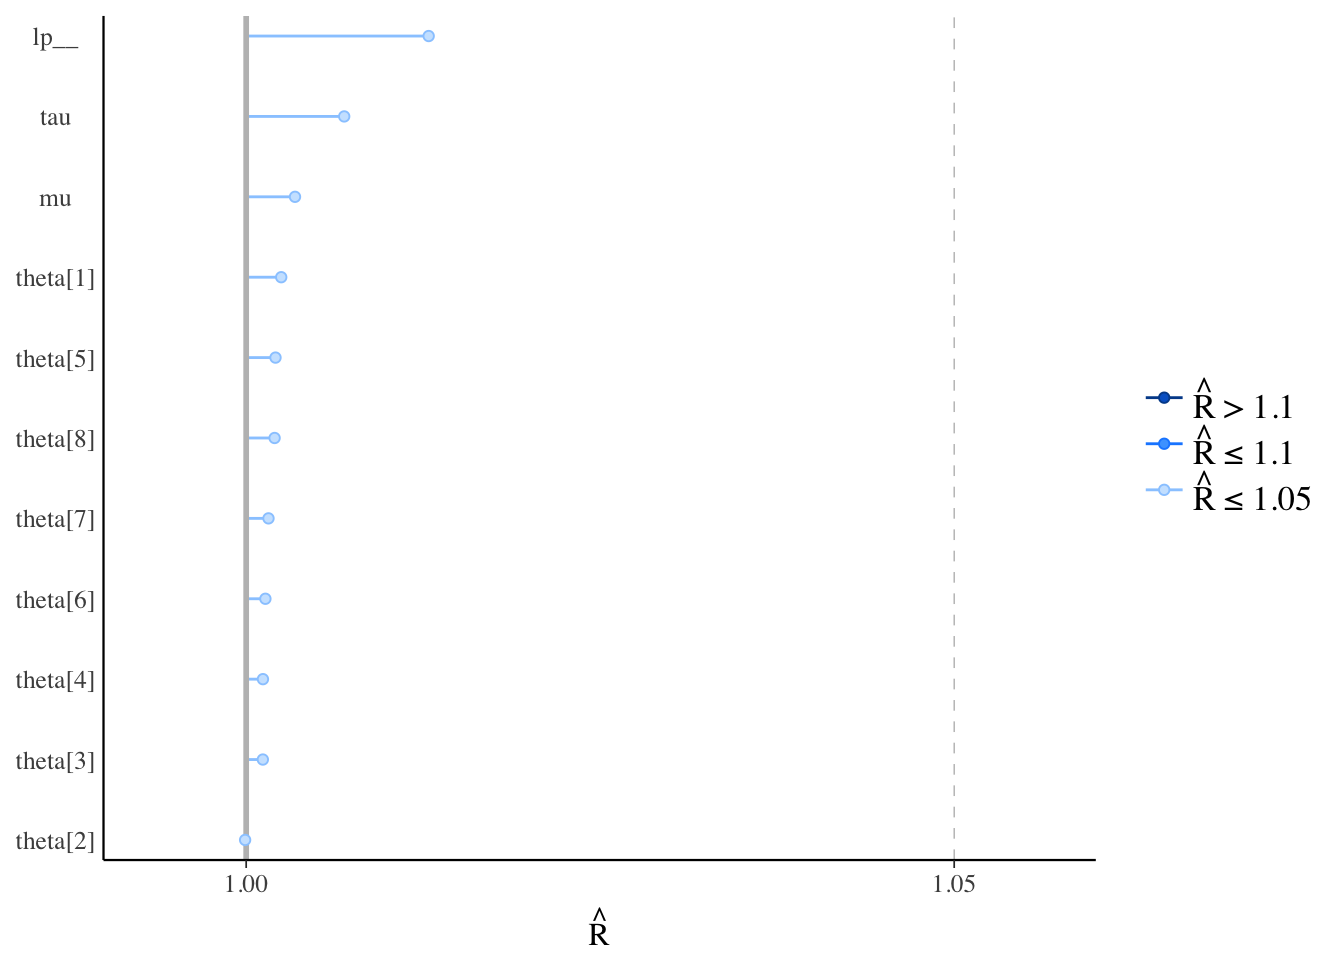 lp__
tau
mu
theta[1]
theta[5]
theta[8]
theta[7]
theta[6]
theta[4]
theta[3]
theta[2]
1.00 1.05
R̂
R̂ > 1.1
R̂ ≤ 1.1
R̂ ≤ 1.05